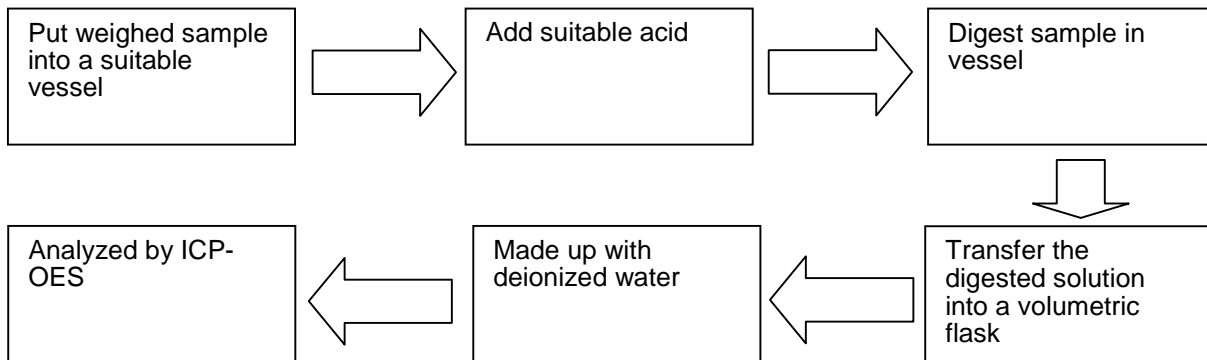 Put weighed sample
into a suitable
vessel
Add suitable acid
Digest sample in
vessel
Transfer the
digested solution
into a volumetric
flask
Made up with
deionized water
Analyzed by ICP-
OES